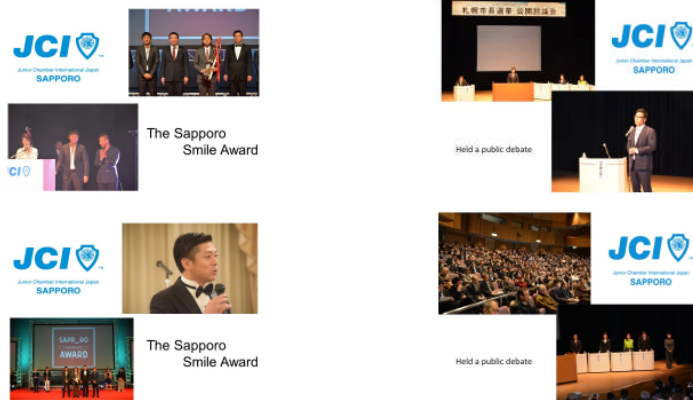 JCI
Junior Chamber International Japan
SAPPORO
The Sapporo
Smile Award
JCI
札幌市長選挙 公開討論会
JCI
Junior Chamber International Japan
SAPPORO
Held a public debate
JCI
Junior Chamber International Japan
SAPPORO
SAPP_RO
AWARD
The Sapporo
Smile Award
JCI
Junior Chamber International Japan
SAPPORO
Held a public debate